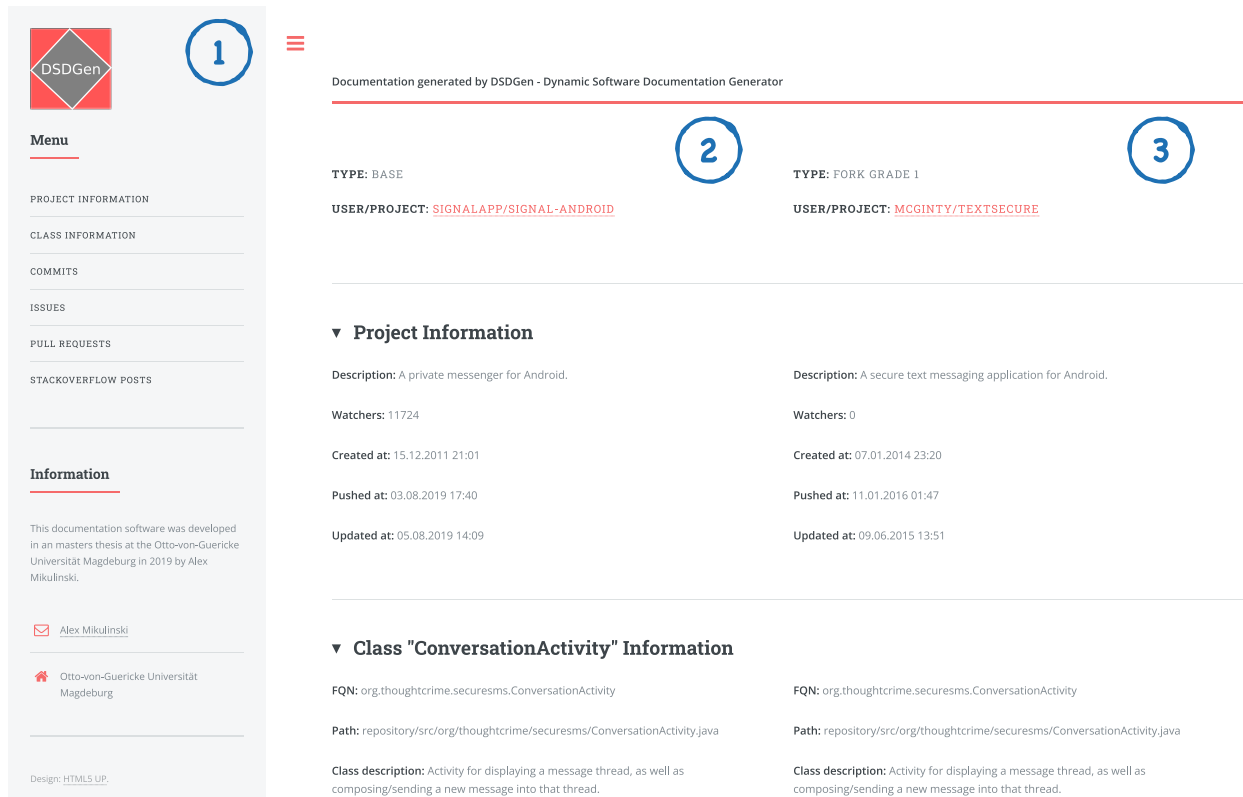 DSDGen
1
Menu
PROJECT INFORMATION
CLASS INFORMATION
COMMITS
ISSUES
PULL REQUESTS
STACKOVERFLOW POSTS
Information
This documentation software was developed
in an masters thesis at the Otto-von-Guericke
Universität Magdeburg in 2019 by Alex
Mikulinski.
Alex Mikulinski
Otto-von-Guericke Universität
Magdeburg
Design: HTML5 UP.
Documentation generated by DSDGen - Dynamic Software Documentation Generator
2
TYPE: BASE
USER/PROJECT: SIGNALAPP/SIGNAL-ANDROID
3
TYPE: FORK GRADE 1
USER/PROJECT: MCGINTY/TEXTSECURE
▼ Project Information
Description: A private messenger for Android.
Watchers: 11724
Created at: 15.12.2011 21:01
Pushed at: 03.08.2019 17:40
Updated at: 05.08.2019 14:09
Description: A secure text messaging application for Android.
Watchers: 0
Created at: 07.01.2014 23:20
Pushed at: 11.01.2016 01:47
Updated at: 09.06.2015 13:51
▼ Class "ConversationActivity" Information
FQN: org.thoughtcrime.securesms.ConversationActivity
Path: repository/src/org/thoughtcrime/securesms/ConversationActivity.java
Class description: Activity for displaying a message thread, as well as
composing/sending a new message into that thread.
FQN: org.thoughtcrime.securesms.ConversationActivity
Path: repository/src/org/thoughtcrime/securesms/ConversationActivity.java
Class description: Activity for displaying a message thread, as well as
composing/sending a new message into that thread.